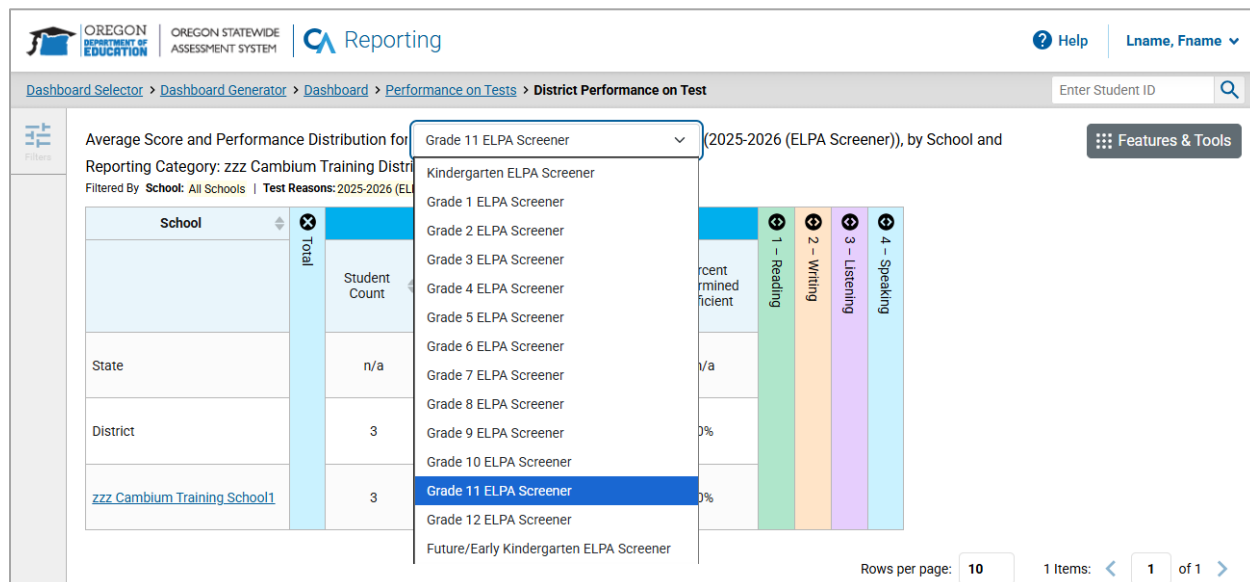 OREGON
DEPARTMENT OF
EDUCATION
OREGON STATEWIDE
ASSESSMENT SYSTEM
CA Reporting
? Help
Lname, Fname
Dashboard Selector > Dashboard Generator > Dashboard > Performance on Tests > District Performance on Test
Enter Student ID
Filters
Average Score and Performance Distribution for Grade 11 ELPA Screener (2025-2026 (ELPA Screener)), by School and
Reporting Category: zzz Cambium Training
Filtered By School: All Schools | Test Reasons: 2025-2026
Features & Tools
Kindergarten ELPA Screener
Grade 1 ELPA Screener
Grade 2 ELPA Screener
Grade 3 ELPA Screener
Grade 4 ELPA Screener
Grade 5 ELPA Screener
Grade 6 ELPA Screener
Grade 7 ELPA Screener
Grade 8 ELPA Screener
Grade 9 ELPA Screener
Grade 10 ELPA Screener
Grade 11 ELPA Screener
Grade 12 ELPA Screener
Future/Early Kindergarten ELPA Screener
School
Total
Student
Count
1 – Reading
2 – Writing
3 – Listening
4 – Speaking
State
n/a
District
3
zzz Cambium Training School1
3
Rows per page: 10
1 Items: < 1 of 1 >